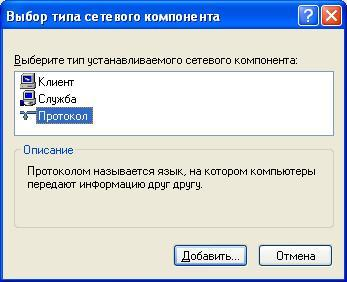 Выбор типа сетевого компонента
Выберите тип устанавливаемого сетевого компонента:
Клиент
Служба
Протокол
Описание
Протоколом называется язык, на котором компьютеры
передают информацию друг другу.
Добавить...
Отмена